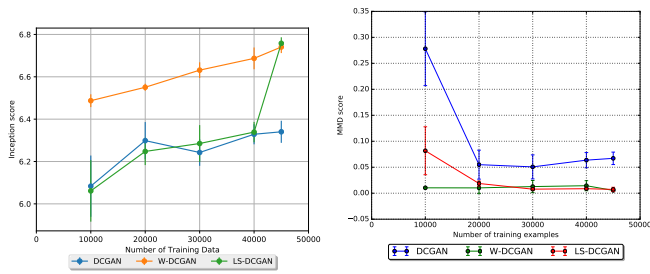 6.8
6.6
6.4
6.2
6.0
Inception score
0
10000
20000
30000
40000
50000
Number of Training Data
DCGAN
W-DCGAN
LS-DCGAN
0.35
0.30
0.25
0.20
0.15
0.10
0.05
0.00
−0.05
MMD score
0
10000
20000
30000
40000
50000
Number of training examples
DCGAN
W-DCGAN
LS-DCGAN